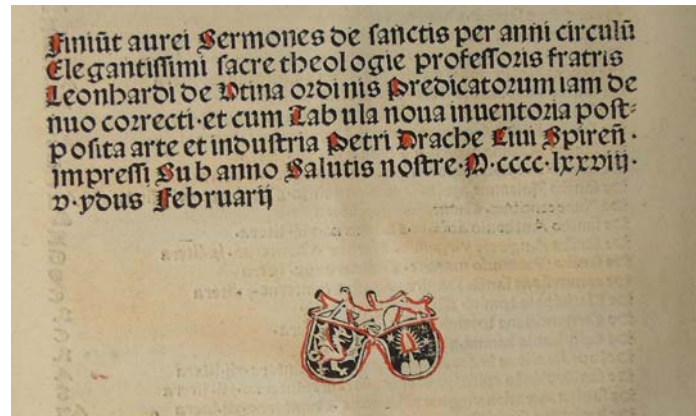 Finiũt aurei Sermones de sanctis per anni circulũ
Elegantissimi sacre theologie professoris fratris
Leonhardi de Utina ordinis Predicatorum iam de
nuo correcti·et cum Tabula noua inuentoria post⸗
posita arte et industria Petri Drache Ciui Spireñ·
impressi Sub anno Salutis nostre·M·cccc·lxxviij·
v·ydus Februarij